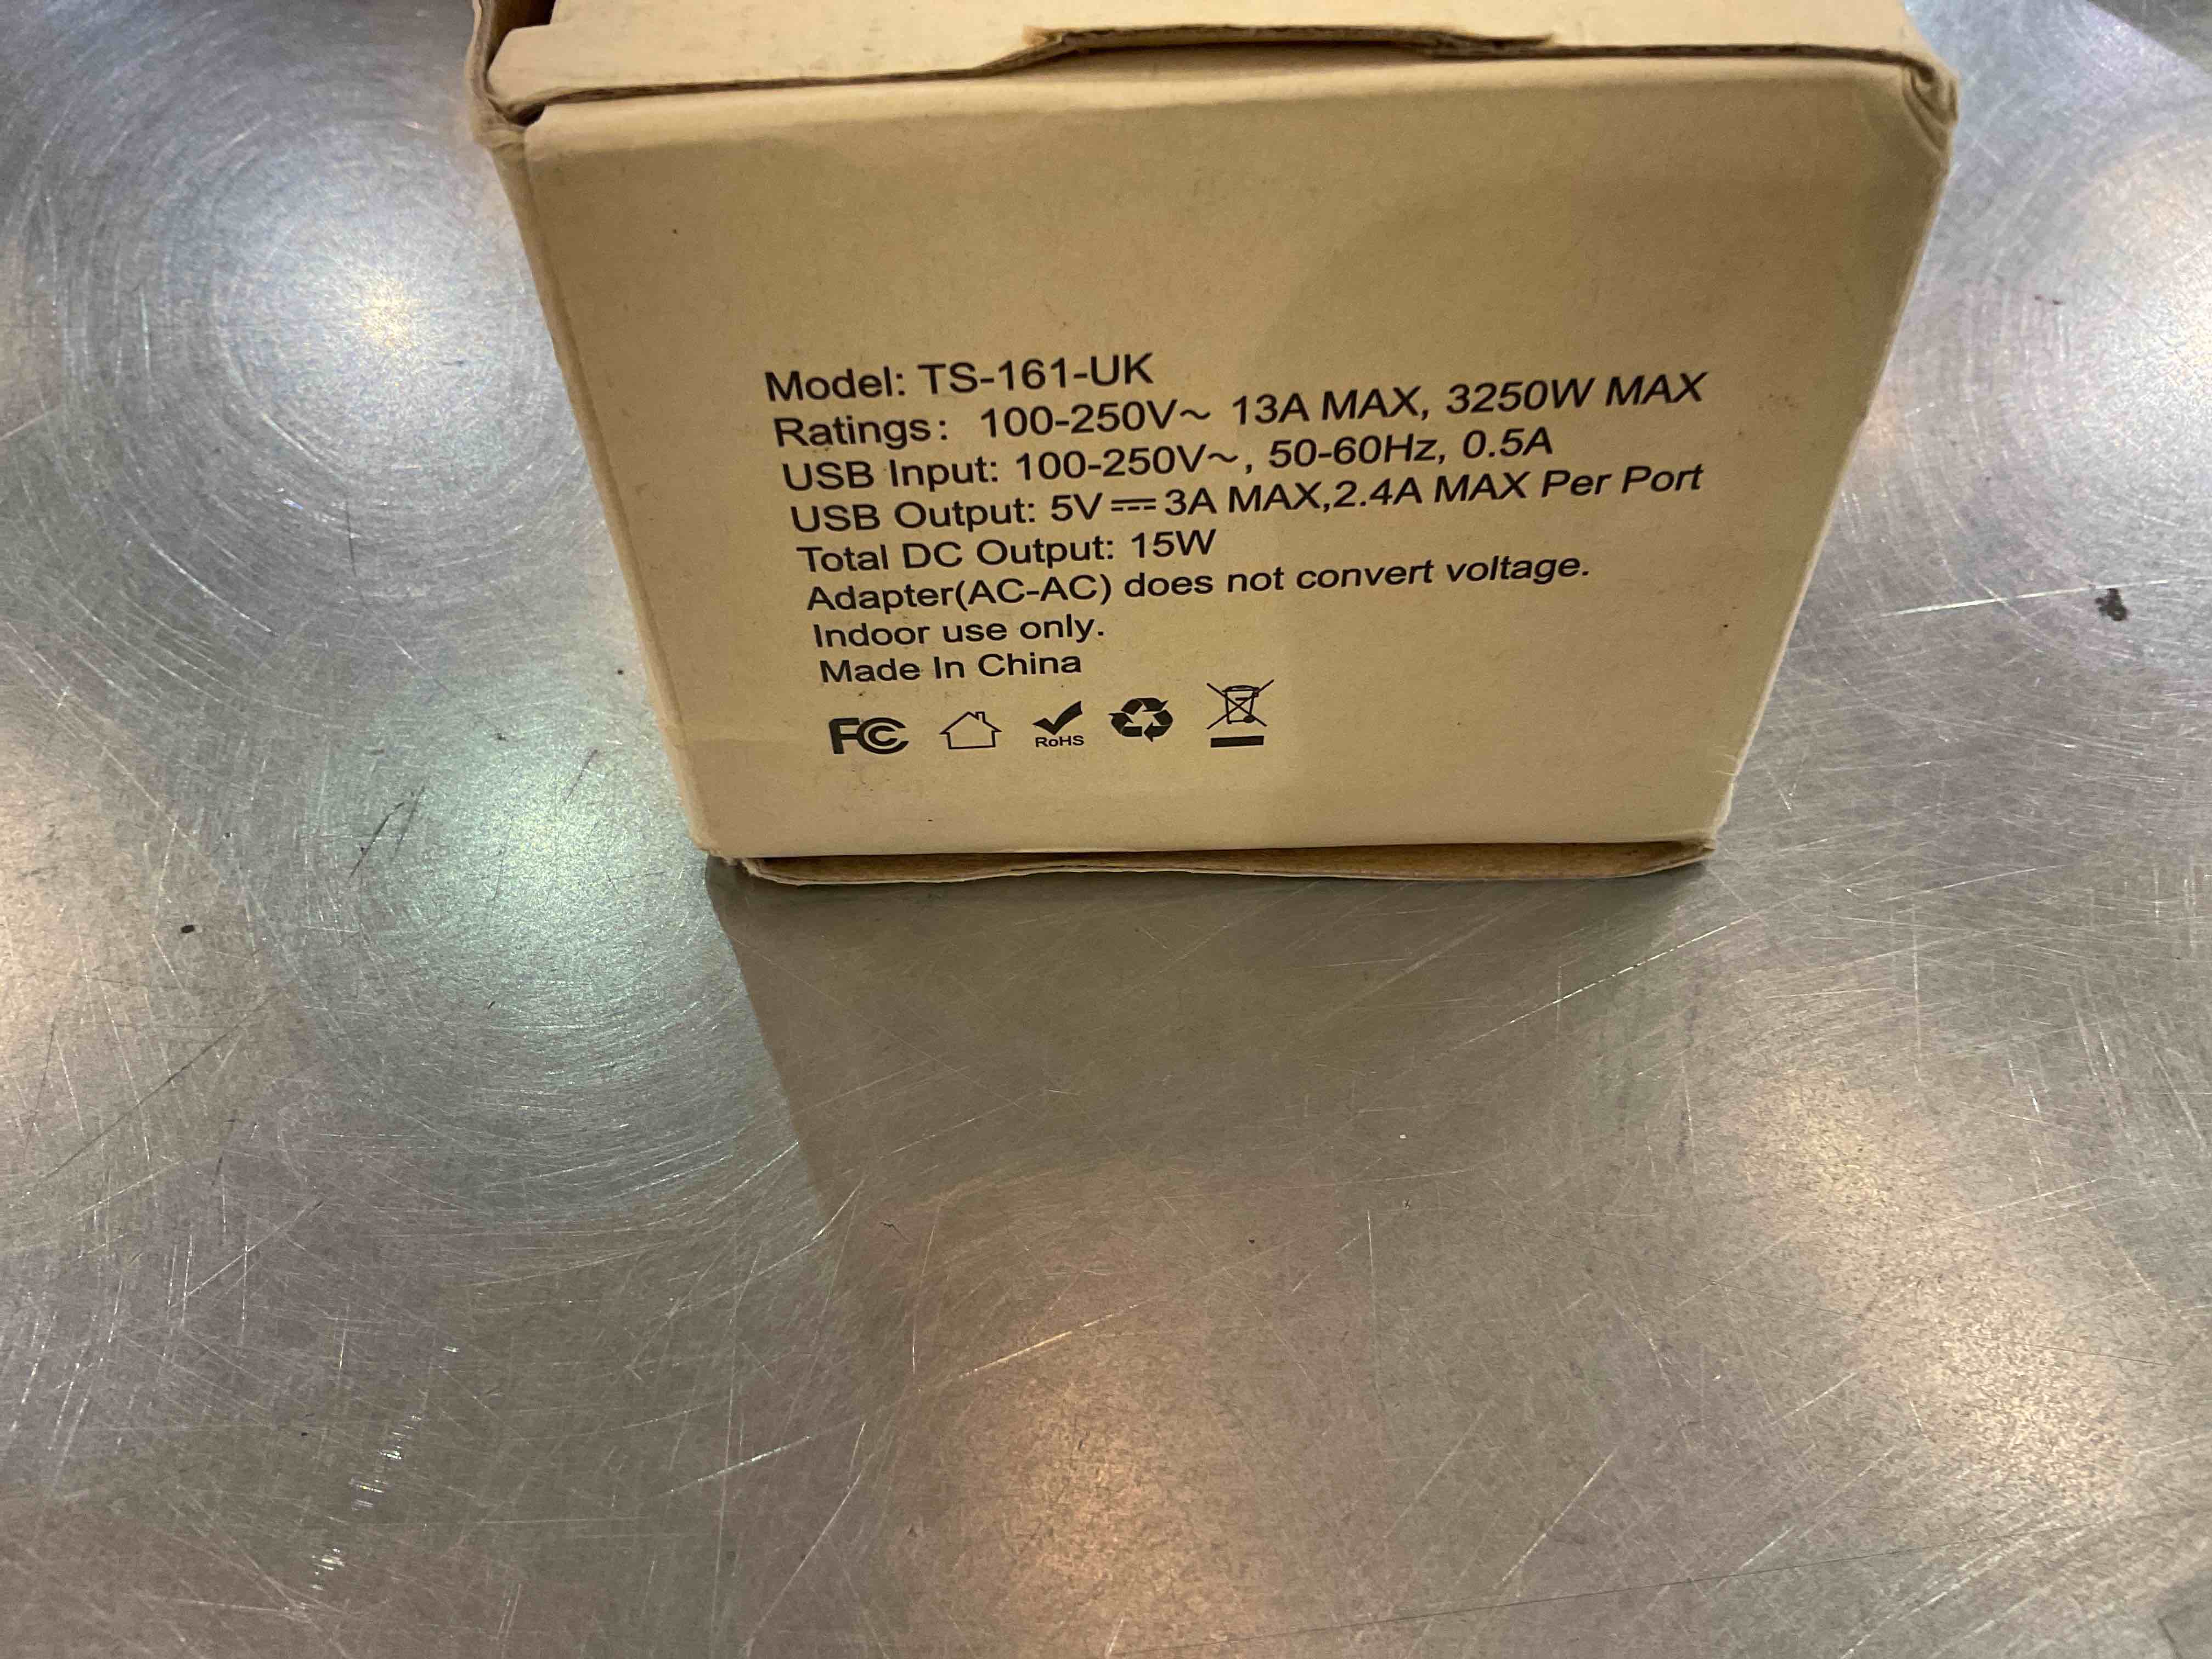 Model: TS-161-UK
Ratings: 100-250V~ 13A MAX, 3250W MAX
USB Input: 100-250V~, 50-60Hz, 0.5A
USB Output: 5V⎓3A MAX,2.4A MAX Per Port
Total DC Output: 15W
Adapter(AC-AC) does not convert voltage.
Indoor use only.
Made In China
FC RoHS